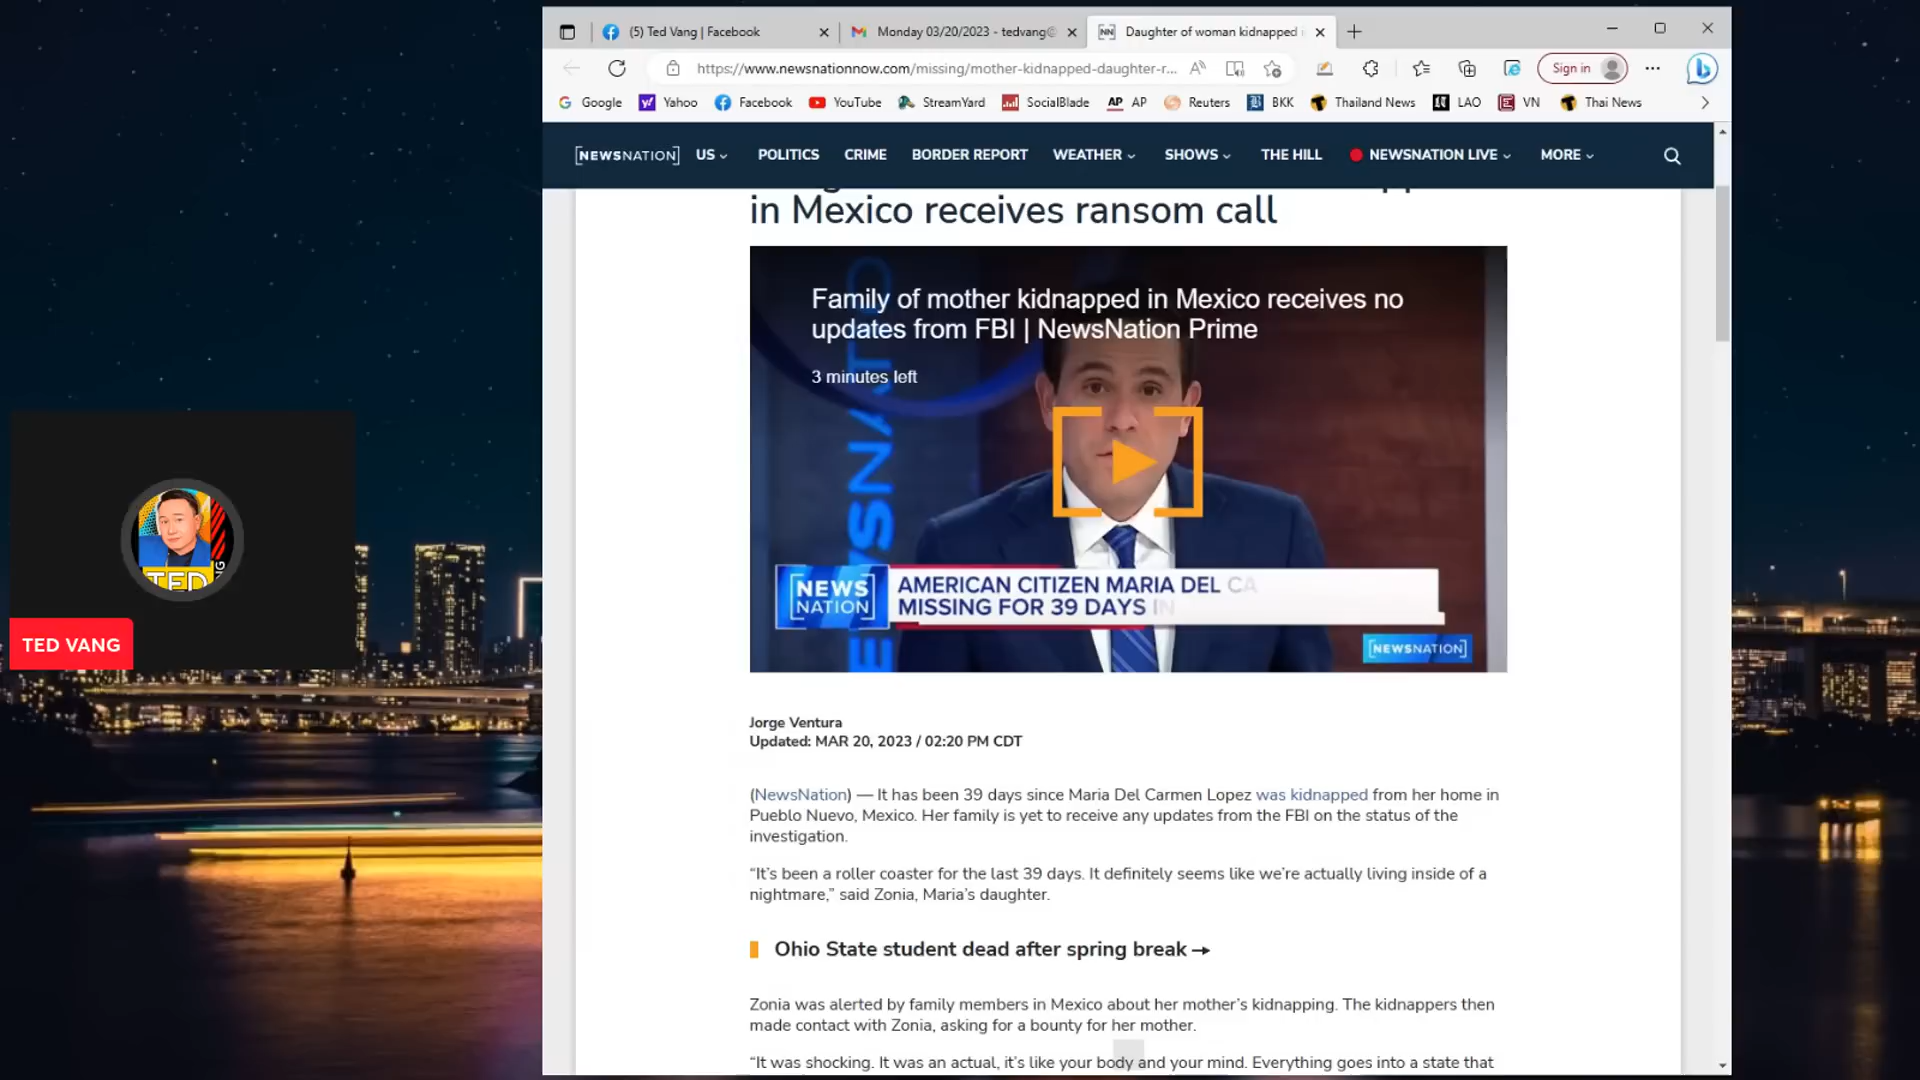 (5) Ted Vang | Facebook
Monday 03/20/2023 - tedvang@
Daughter of woman kidnapped i
https://www.newsnationnow.com/missing/mother-kidnapped-daughter-r...
Sign in
Google Yahoo Facebook YouTube StreamYard SocialBlade AP AP Reuters BKK Thailand News LAO VN Thai News
[NEWSNATION] US POLITICS CRIME BORDER REPORT WEATHER SHOWS THE HILL NEWSNATION LIVE MORE
in Mexico receives ransom call
NEWSNATIO
Family of mother kidnapped in Mexico receives no
updates from FBI | NewsNation Prime
3 minutes left
NEWS
NATION
AMERICAN CITIZEN MARIA DEL CA
MISSING FOR 39 DAYS IN
[NEWSNATION]
TED
TED VANG
Jorge Ventura
Updated: MAR 20, 2023 / 02:20 PM CDT
(NewsNation) — It has been 39 days since Maria Del Carmen Lopez was kidnapped from her home in
Pueblo Nuevo, Mexico. Her family is yet to receive any updates from the FBI on the status of the
investigation.
“It’s been a roller coaster for the last 39 days. It definitely seems like we’re actually living inside of a
nightmare,” said Zonia, Maria’s daughter.
Ohio State student dead after spring break →
Zonia was alerted by family members in Mexico about her mother’s kidnapping. The kidnappers then
made contact with Zonia, asking for a bounty for her mother.
“It was shocking. It was an actual, it’s like your body and your mind. Everything goes into a state that